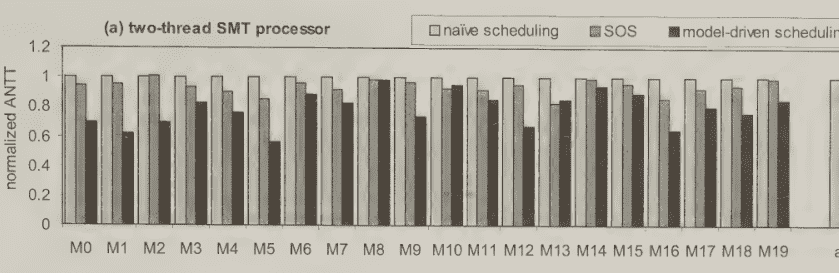 (a) two-thread SMT processor
naïve scheduling SOS model-driven
normalized ANTT
1.2
1
0.8
0.6
0.4
0.2
0
M0 M1 M2 M3 M4 M5 M6 M7 M8 M9 M10 M11 M12 M13 M14 M15 M16 M17 M18 M19